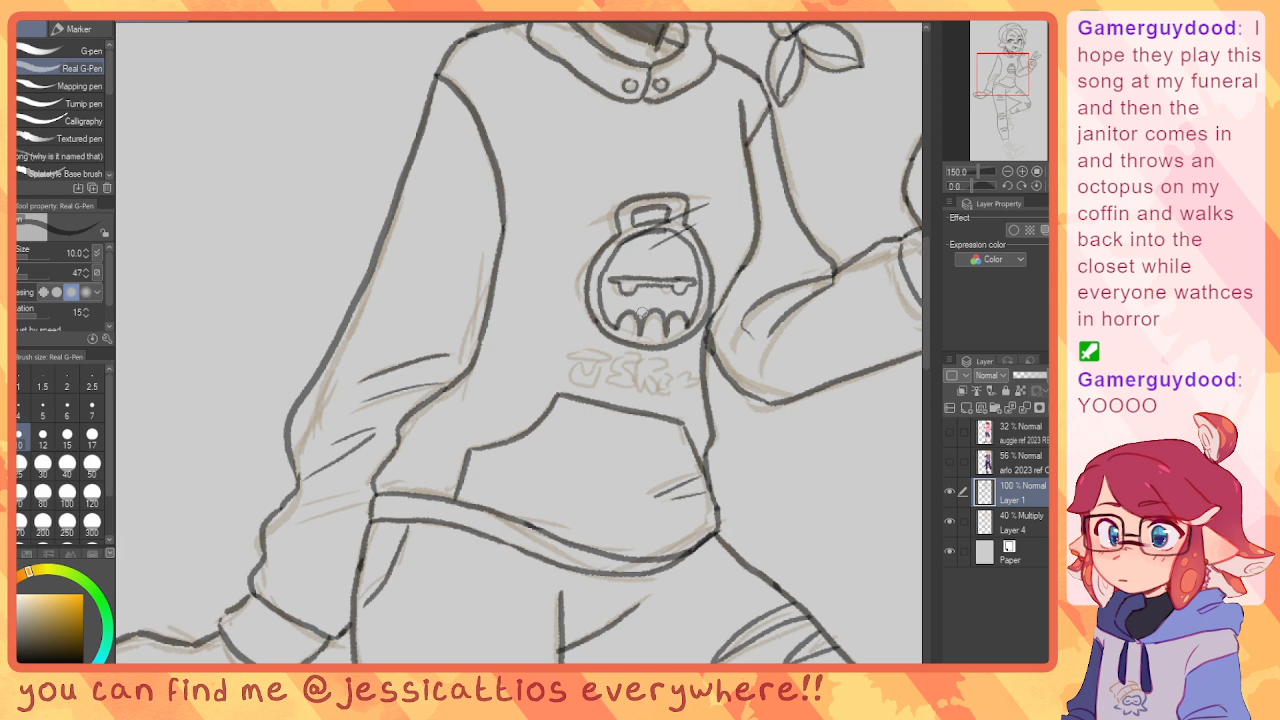 Marker
G-pen
Real G-Pen
Mapping pen
Turnip pen
Calligraphy
Textured pen
(why is it named that)
Splatstyle Base brush
Tool property: Real G-Pen
Size 10.0
47
15
Brush size: Real G-Pen
1 1.5 2 2.5
4 5 6 7
10 12 15 17
20 25 30 40
50 60 70 80 100 120
200 250 300
150.0
0.0
Layer Property
Effect
Expression color
Color
Layer
Normal
32 % Normal
auggie ref 2023 RE
56 % Normal
arlo 2023 ref C
100 % Normal
Layer 1
40 % Multiply
Layer 4
Paper
Gamerguydood: I
hope they play this
song at my funeral
and then the
janitor comes in
and throws an
octopus on my
coffin and walks
back into the
closet while
everyone wathces
in horror
Gamerguydood:
YOOOO
you can find me @jessicattios everywhere!!